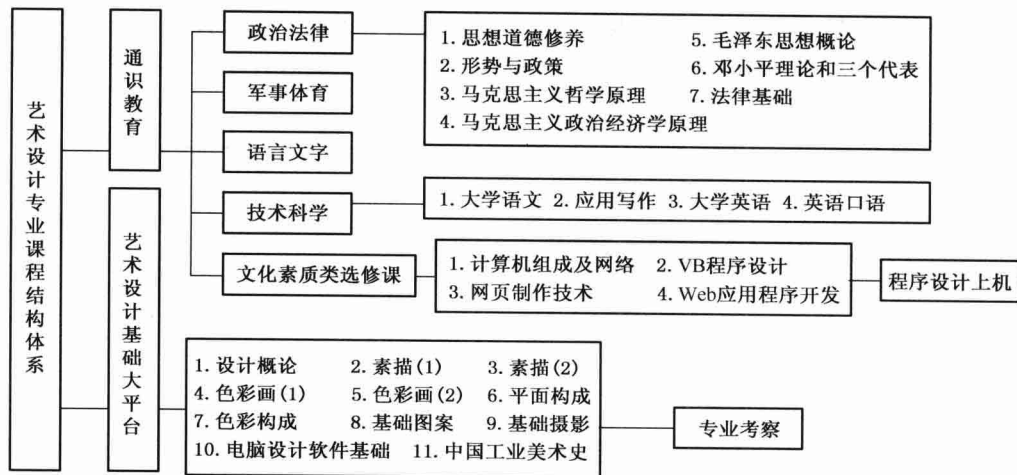 艺术设计专业课程结构体系
通识教育
政治法律
1. 思想道德修养 5. 毛泽东思想概论
2. 形势与政策 6. 邓小平理论和三个代表
3. 马克思主义哲学原理 7. 法律基础
4. 马克思主义政治经济学原理
军事体育
语言文字
技术科学
1. 大学语文 2. 应用写作 3. 大学英语 4. 英语口语
文化素质类选修课
1. 计算机组成及网络 2. VB程序设计
3. 网页制作技术 4. Web应用程序开发
程序设计上机
艺术设计基础大平台
1. 设计概论 2. 素描(1) 3. 素描(2)
4. 色彩画(1) 5. 色彩画(2) 6. 平面构成
7. 色彩构成 8. 基础图案 9. 基础摄影
10. 电脑设计软件基础 11. 中国工业美术史
专业考察